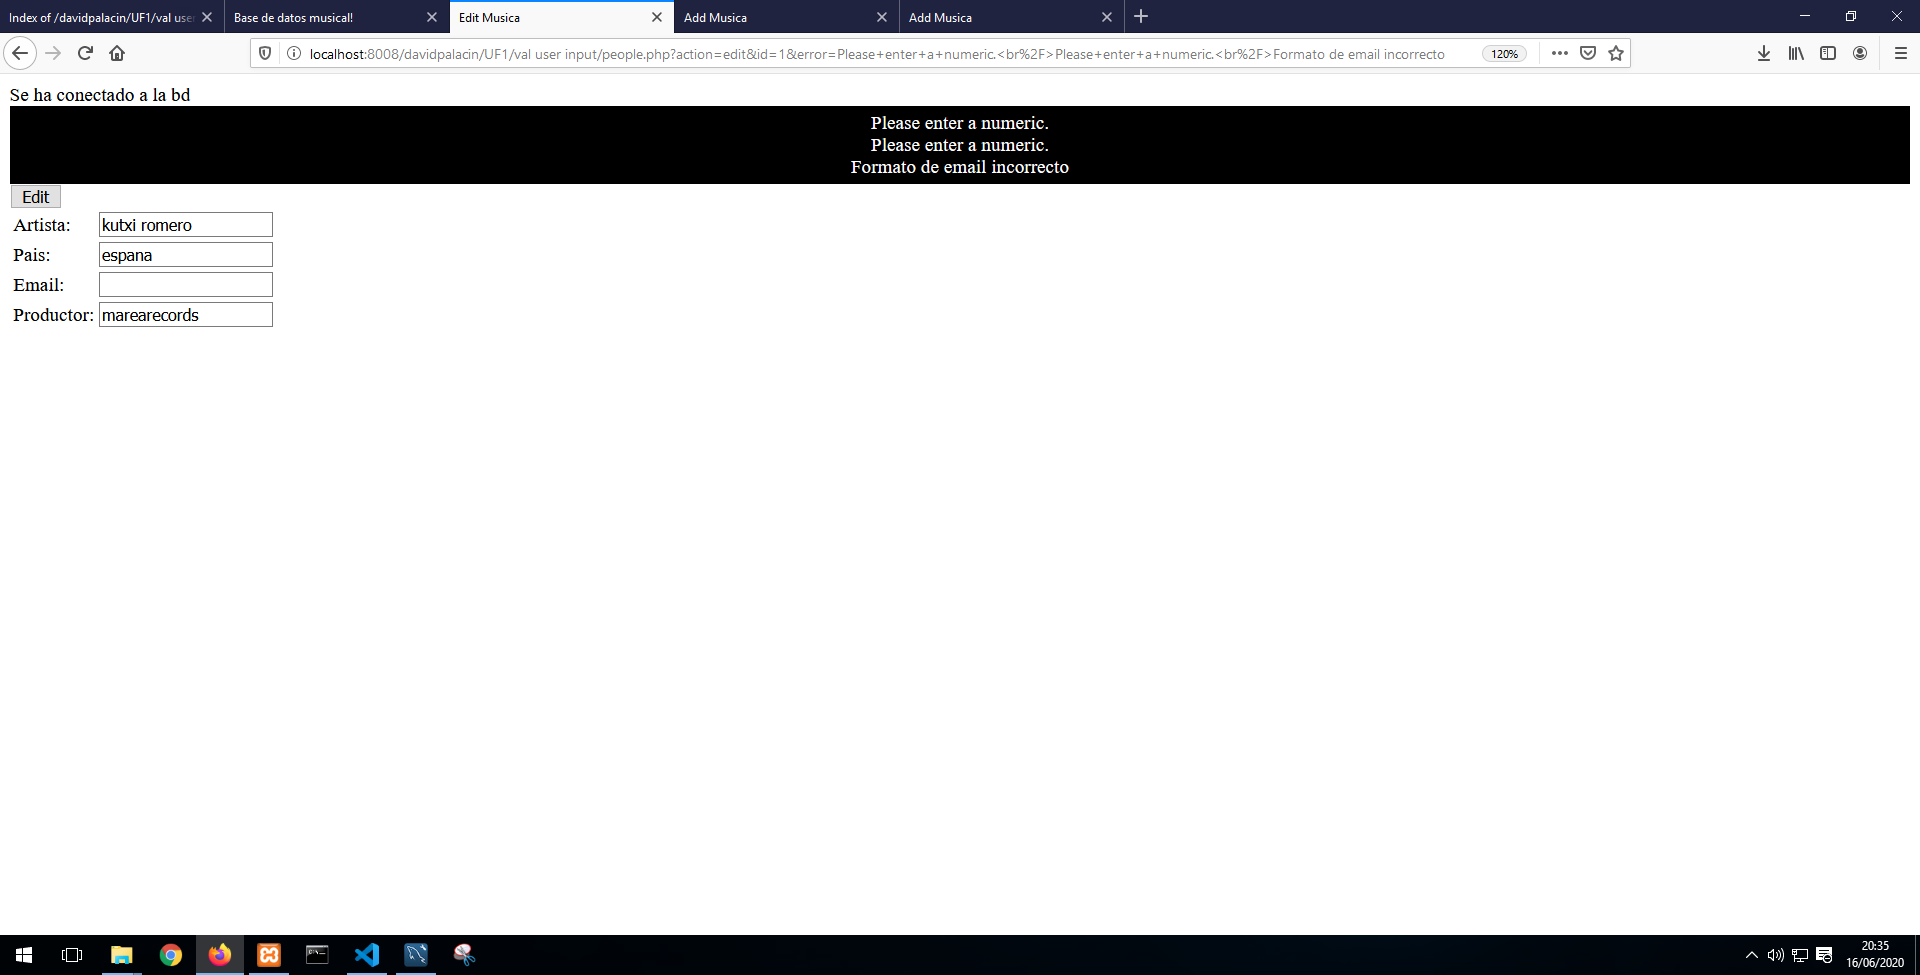 Index of /davidpalacin/UF1/val use
Base de datos musical!
Edit Musica
Add Musica
Add Musica
localhost:8008/davidpalacin/UF1/val user input/people.php?action=edit&id=1&error=Please+enter+a+numeric.<br%2F>Please+enter+a+numeric.<br%2F>Formato de email incorrecto
120%
Se ha conectado a la bd
Please enter a numeric.
Please enter a numeric.
Formato de email incorrecto
Edit
Artista: kutxi romero
Pais: espana
Email:
Productor: marearecords
20:35
16/06/2020